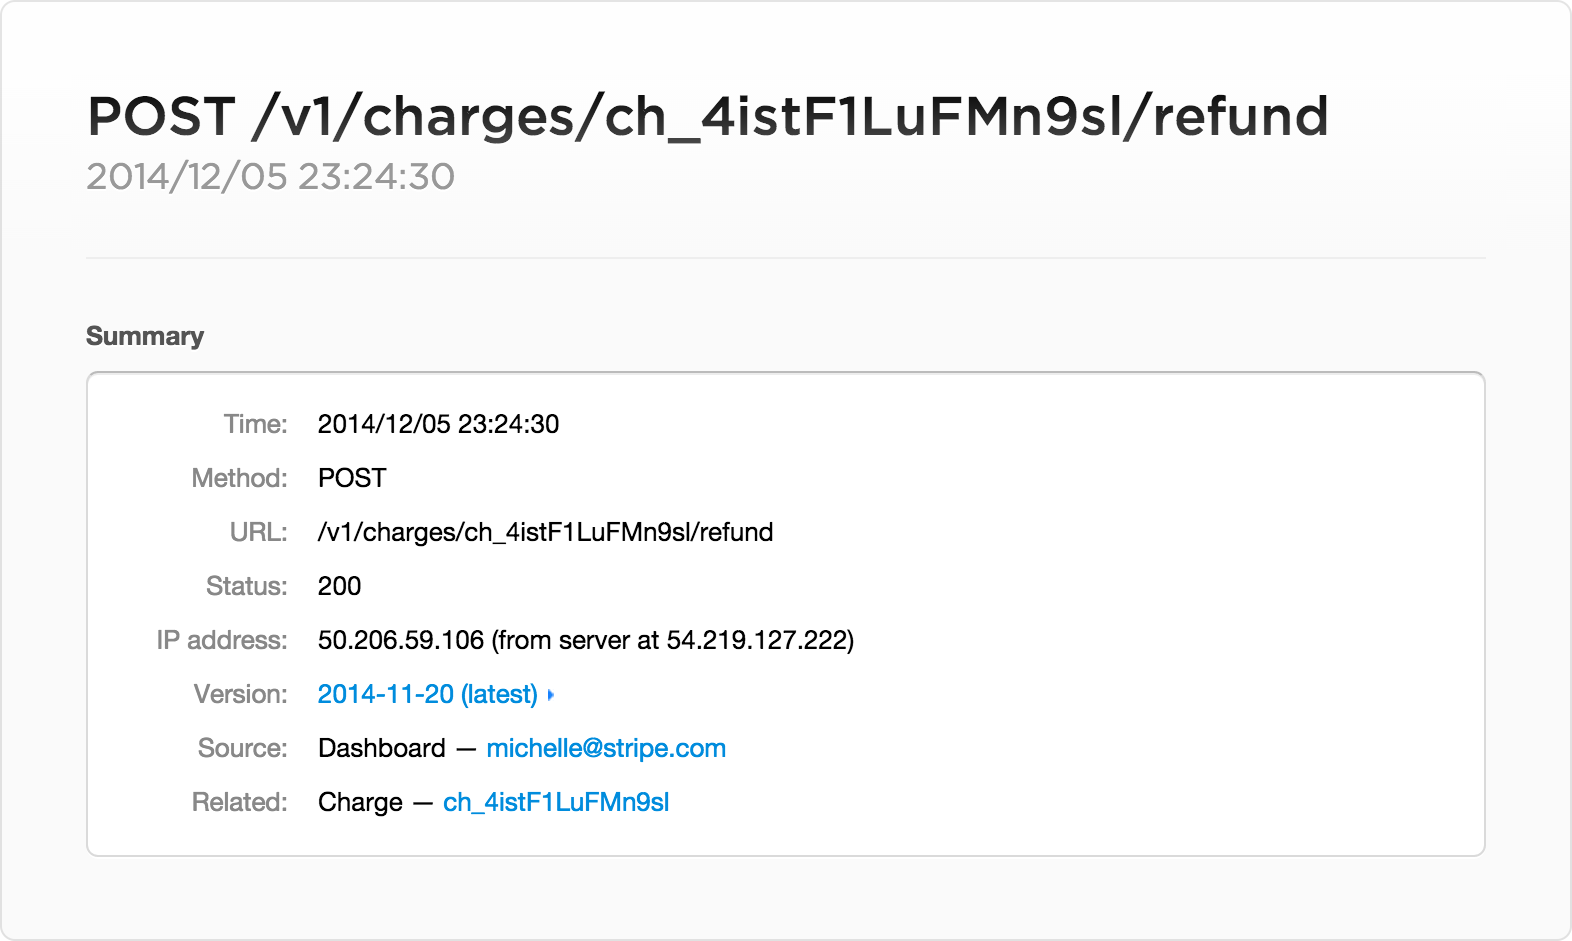 POST /v1/charges/ch_4istF1LuFMn9sl/refund
2014/12/05 23:24:30
Summary
Time: 2014/12/05 23:24:30
Method: POST
URL: /v1/charges/ch_4istF1LuFMn9sl/refund
Status: 200
IP address: 50.206.59.106 (from server at 54.219.127.222)
Version: 2014-11-20 (latest)
Source: Dashboard — michelle@stripe.com
Related: Charge — ch_4istF1LuFMn9sl